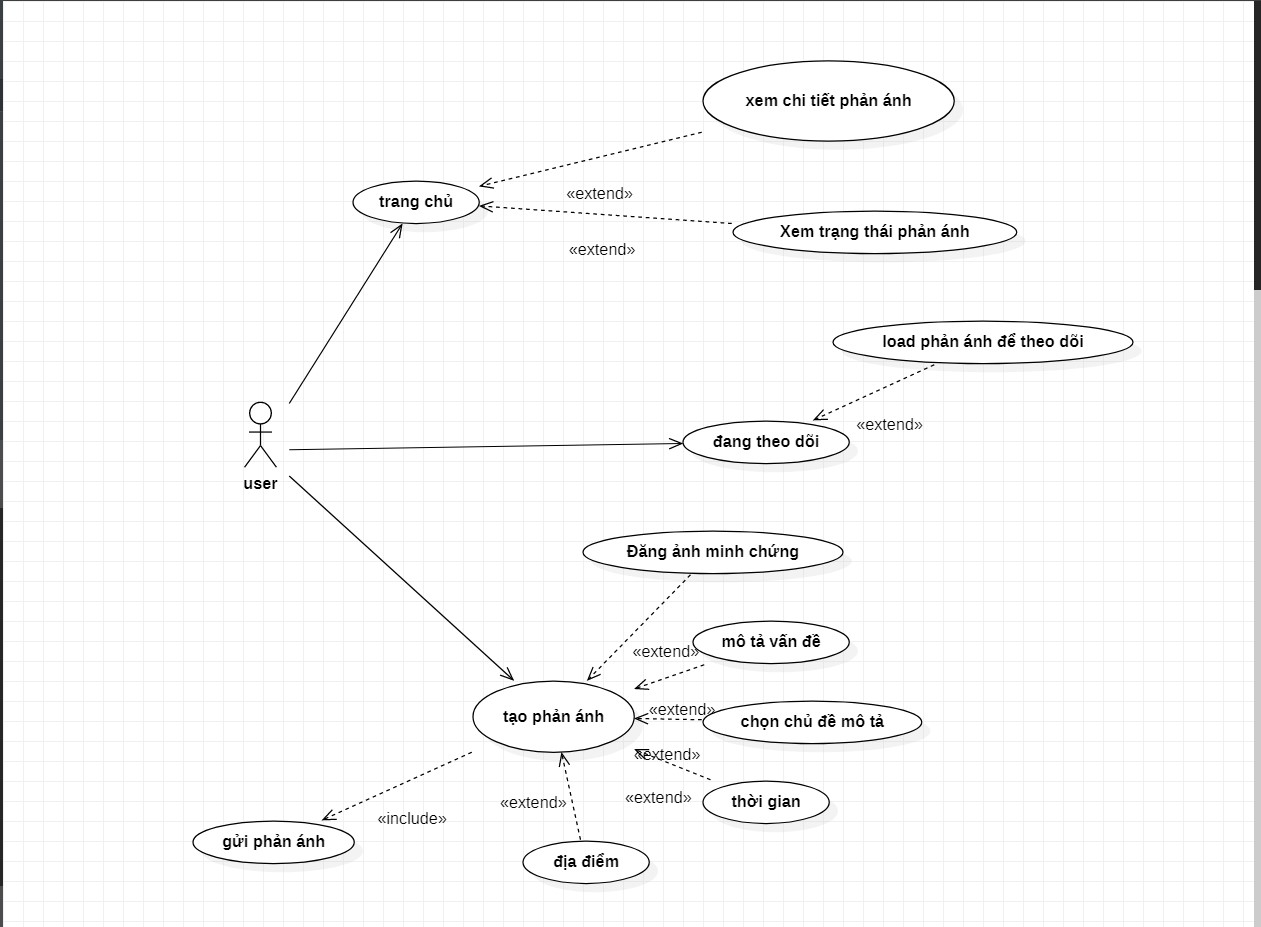 xem chi tiết phản ánh
«extend»
trang chủ
Xem trạng thái phản ánh
«extend»
load phản ánh để theo dõi
«extend»
đang theo dõi
user
Đăng ảnh minh chứng
«extend»
mô tả vấn đề
«extend»
tạo phản ánh
chọn chủ đề mô tả
«extend»
«extend»
thời gian
«extend»
«include»
gửi phản ánh
địa điểm